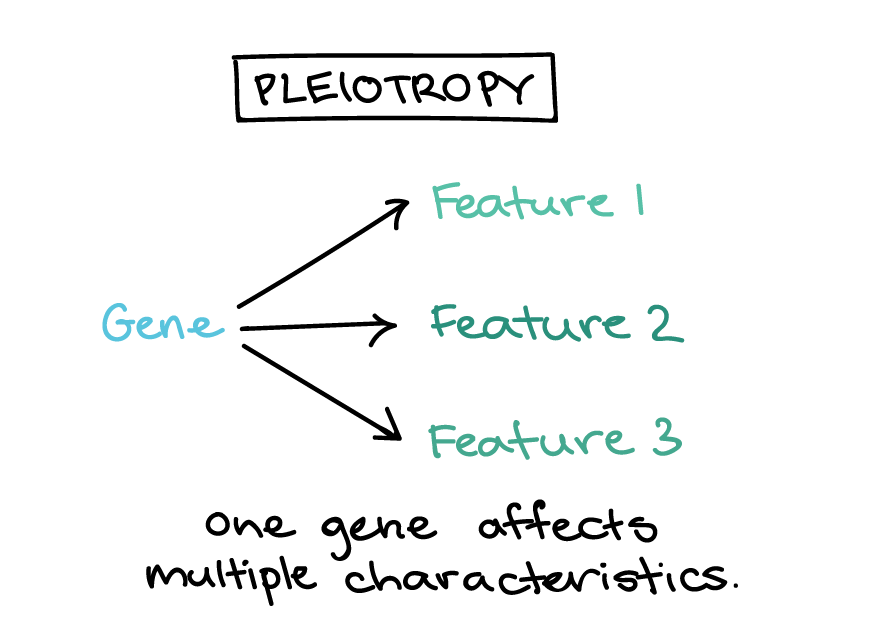 PLEIOTROPY
Feature 1
Gene
Feature 2
Feature 3
one gene affects
multiple characteristics.